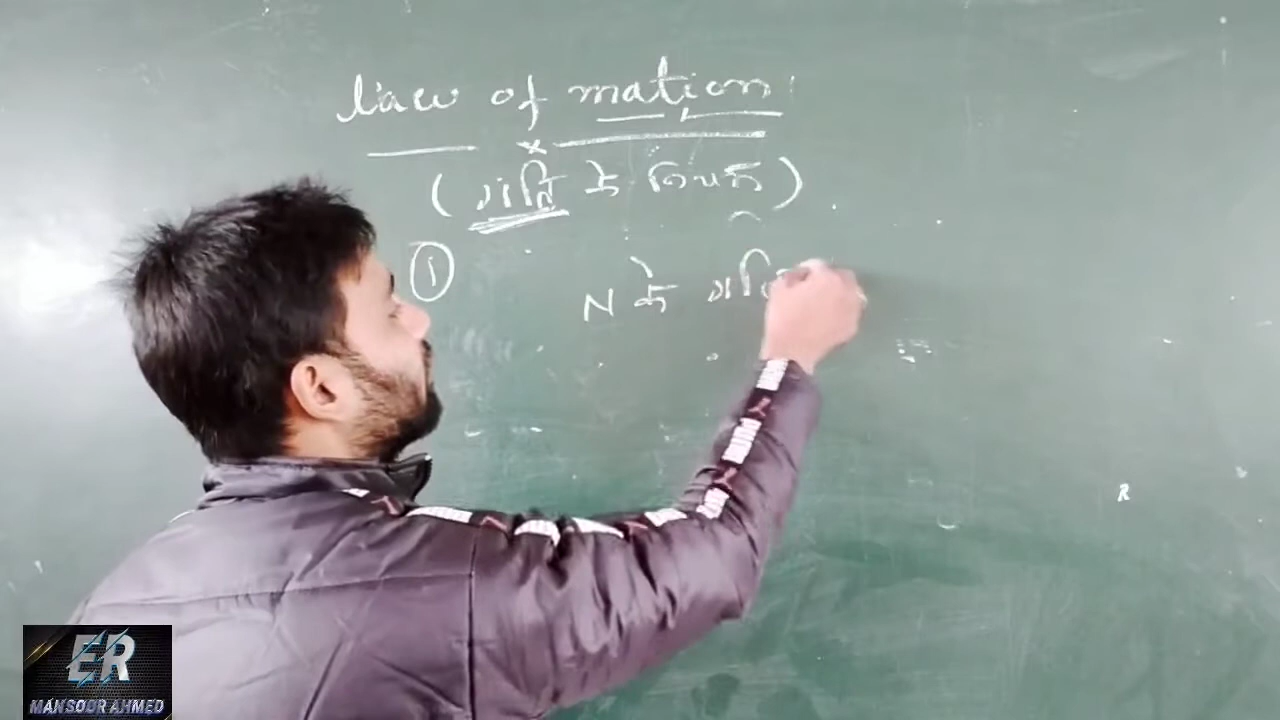 law of mation
(गति के नियम)
①
N के गति
R
ER
MANSOOR AHMED